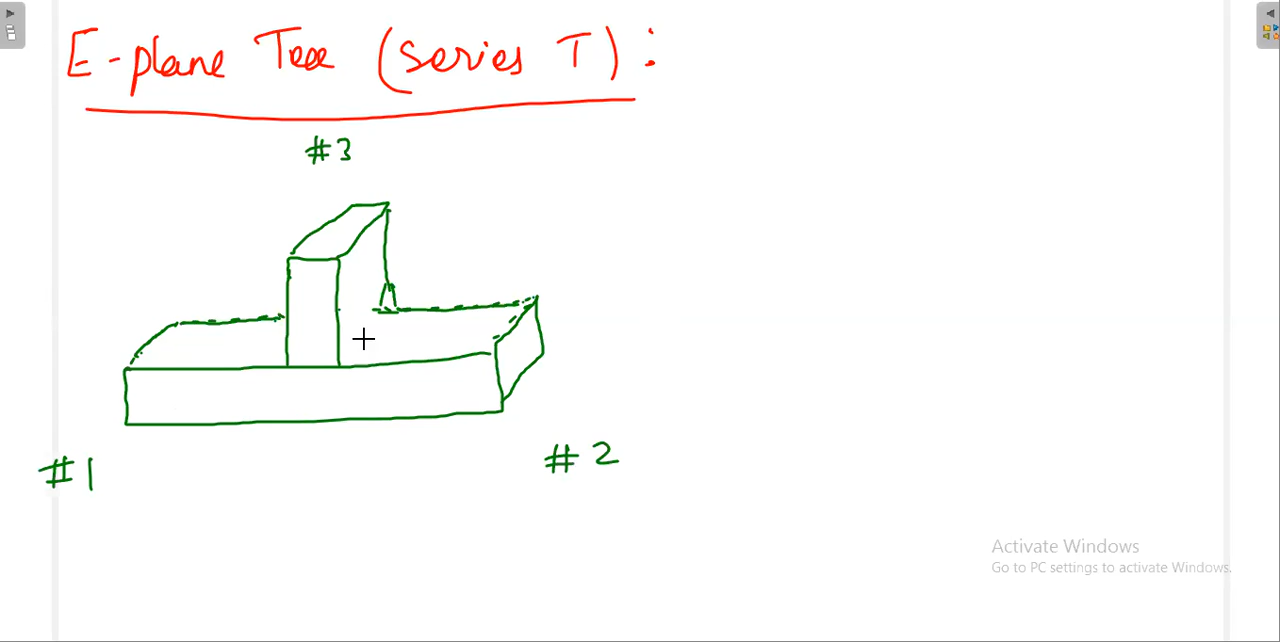 E-plane Tee (series T) :
#3
#1
#2
Activate Windows
Go to PC settings to activate Windows.